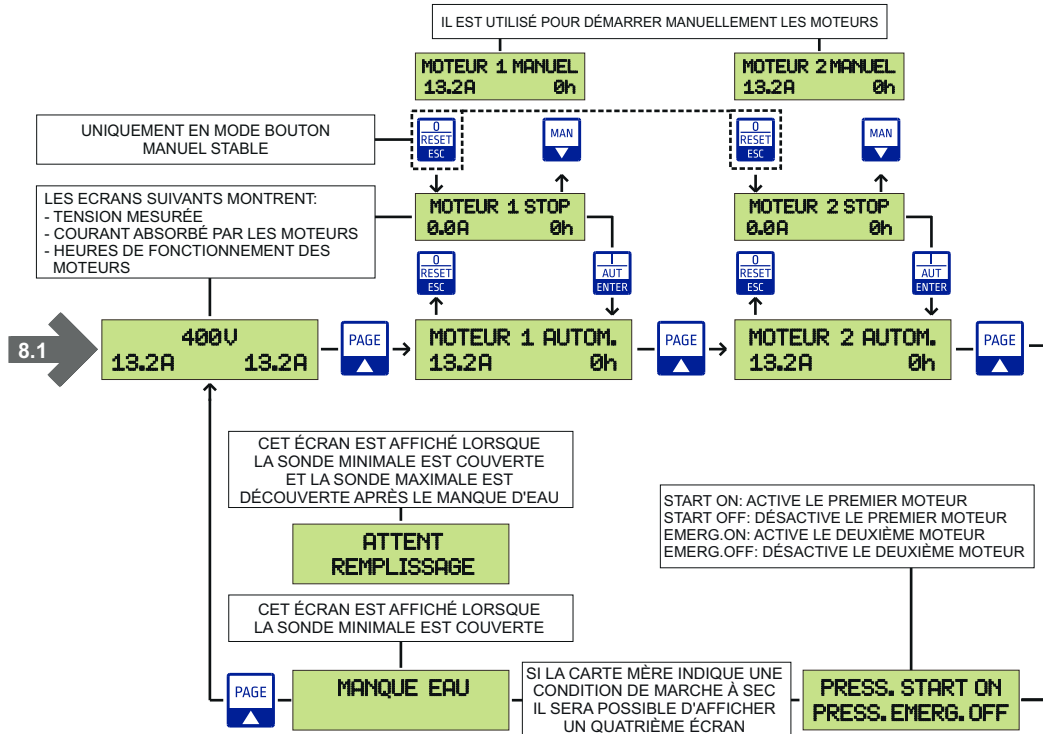 IL EST UTILISÉ POUR DÉMARRER MANUELLEMENT LES MOTEURS
MOTEUR 1 MANUEL
13.2A 0h
MOTEUR 2 MANUEL
13.2A 0h
UNIQUEMENT EN MODE BOUTON
MANUEL STABLE
0
RESET
ESC
MAN
0
RESET
ESC
MAN
LES ECRANS SUIVANTS MONTRENT:
- TENSION MESURÉE
- COURANT ABSORBÉ PAR LES MOTEURS
- HEURES DE FONCTIONNEMENT DES
MOTEURS
MOTEUR 1 STOP
0.0A 0h
MOTEUR 2 STOP
0.0A 0h
0
RESET
ESC
I
AUT
ENTER
0
RESET
ESC
I
AUT
ENTER
8.1
400V
13.2A 13.2A
PAGE
MOTEUR 1 AUTOM.
13.2A 0h
PAGE
MOTEUR 2 AUTOM.
13.2A 0h
PAGE
CET ÉCRAN EST AFFICHÉ LORSQUE
LA SONDE MINIMALE EST COUVERTE
ET LA SONDE MAXIMALE EST
DÉCOUVERTE APRÈS LE MANQUE D'EAU
ATTENT
REMPLISSAGE
START ON: ACTIVE LE PREMIER MOTEUR
START OFF: DÉSACTIVE LE PREMIER MOTEUR
EMERG.ON: ACTIVE LE DEUXIÈME MOTEUR
EMERG.OFF: DÉSACTIVE LE DEUXIÈME MOTEUR
CET ÉCRAN EST AFFICHÉ LORSQUE
LA SONDE MINIMALE EST COUVERTE
PAGE
MANQUE EAU
SI LA CARTE MÈRE INDIQUE UNE
CONDITION DE MARCHE À SEC
IL SERA POSSIBLE D'AFFICHER
UN QUATRIÈME ÉCRAN
PRESS. START ON
PRESS. EMERG. OFF